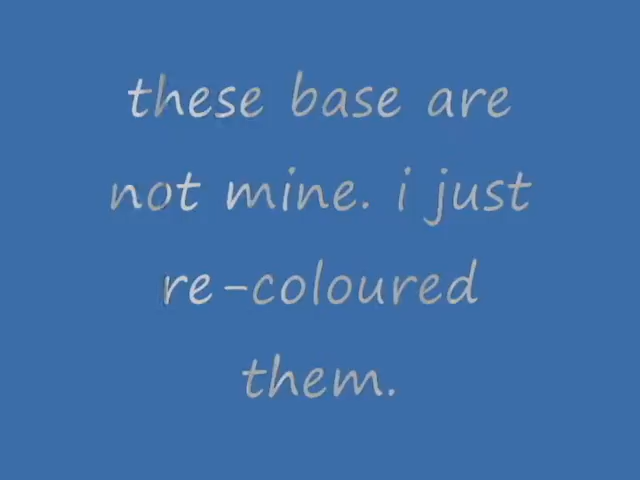 these base are
not mine. i just
re-coloured
them.